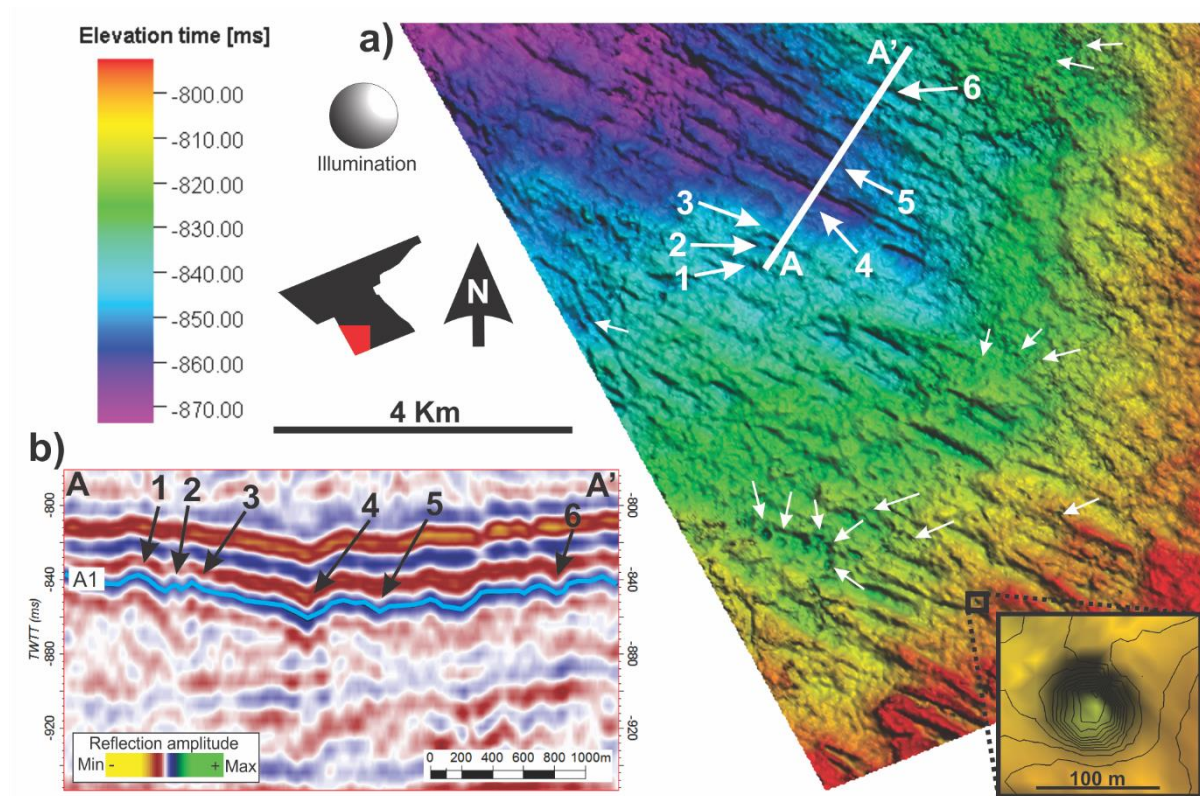 Elevation time [ms]
-800.00
-810.00
-820.00
-830.00
-840.00
-850.00
-860.00
-870.00
a)
Illumination
N
4 Km
A'
6
5
3
2
1
A
4
b)
A
1
2
3
4
5
6
A'
-800
-840
-880
-920
TWTT (ms)
A1
-800
-840
-880
-920
Reflection amplitude
Min - + Max
0 200 400 600 800 1000m
100 m